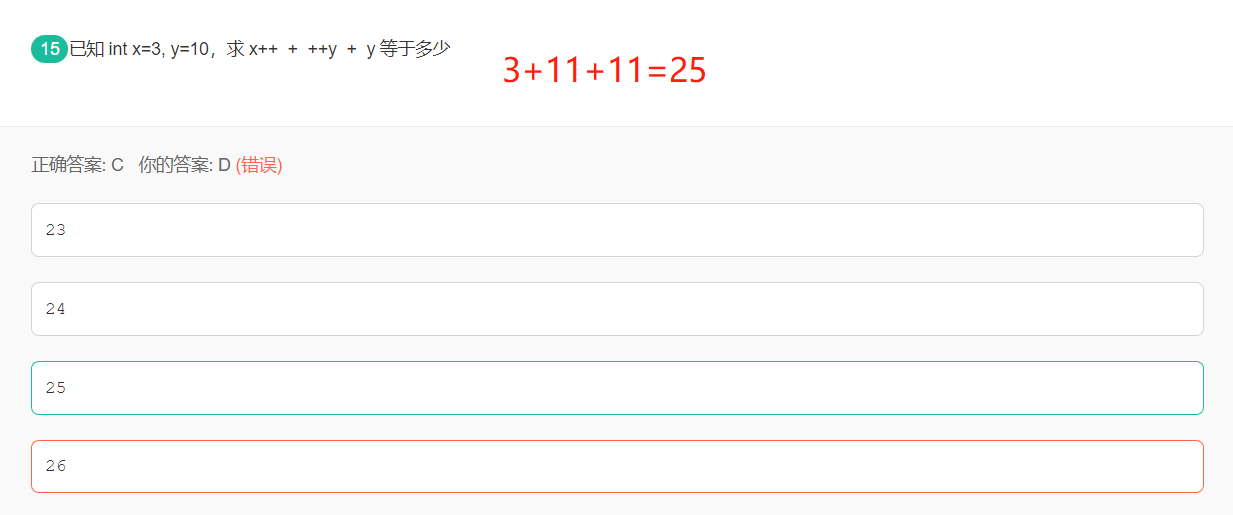 15 已知 int x=3, y=10，求 x++ + ++y + y 等于多少
3+11+11=25
正确答案: C 你的答案: D (错误)
23
24
25
26